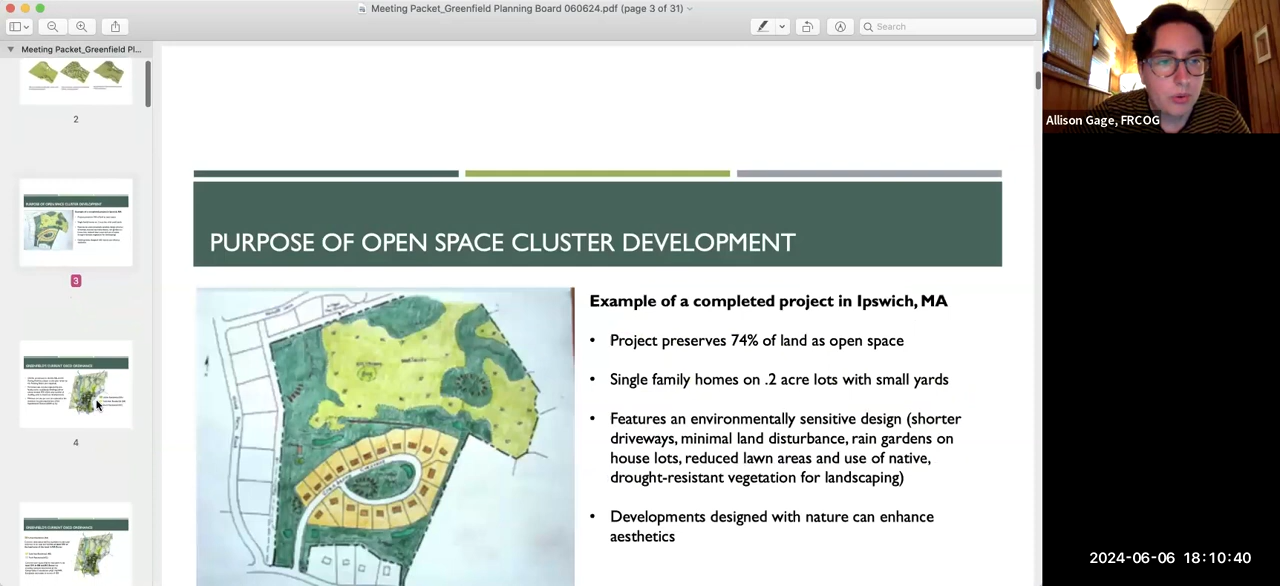 Meeting Packet_Greenfield Planning Board 060624.pdf (page 3 of 31)
Search
Meeting Packet_Greenfield Pl...
2
3
4
PURPOSE OF OPEN SPACE CLUSTER DEVELOPMENT
Example of a completed project in Ipswich, MA
• Project preserves 74% of land as open space
• Single family homes on .2 acre lots with small yards
• Features an environmentally sensitive design (shorter
driveways, minimal land disturbance, rain gardens on
house lots, reduced lawn areas and use of native,
drought-resistant vegetation for landscaping)
• Developments designed with nature can enhance
aesthetics
Allison Gage, FRCOG
2024-06-06 18:10:40